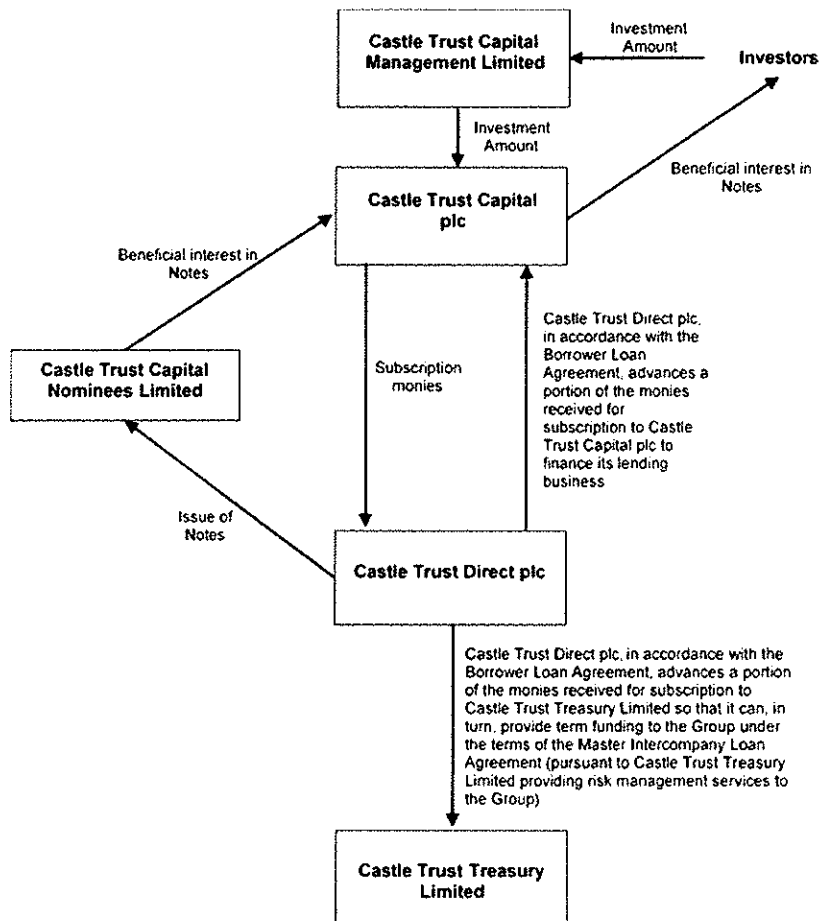 Castle Trust Capital
Management Limited
Investment
Amount
Investors
Investment
Amount
Castle Trust Capital
plc
Beneficial interest in
Notes
Beneficial interest in
Notes
Castle Trust Capital
Nominees Limited
Subscription
monies
Castle Trust Direct plc,
in accordance with the
Borrower Loan
Agreement, advances a
portion of the monies
received for
subscription to Castle
Trust Capital plc to
finance its lending
business
Issue of
Notes
Castle Trust Direct plc
Castle Trust Direct plc, in accordance with the
Borrower Loan Agreement, advances a portion
of the monies received for subscription to
Castle Trust Treasury Limited so that it can, in
turn, provide term funding to the Group under
the terms of the Master Intercompany Loan
Agreement (pursuant to Castle Trust Treasury
Limited providing risk management services to
the Group)
Castle Trust Treasury
Limited